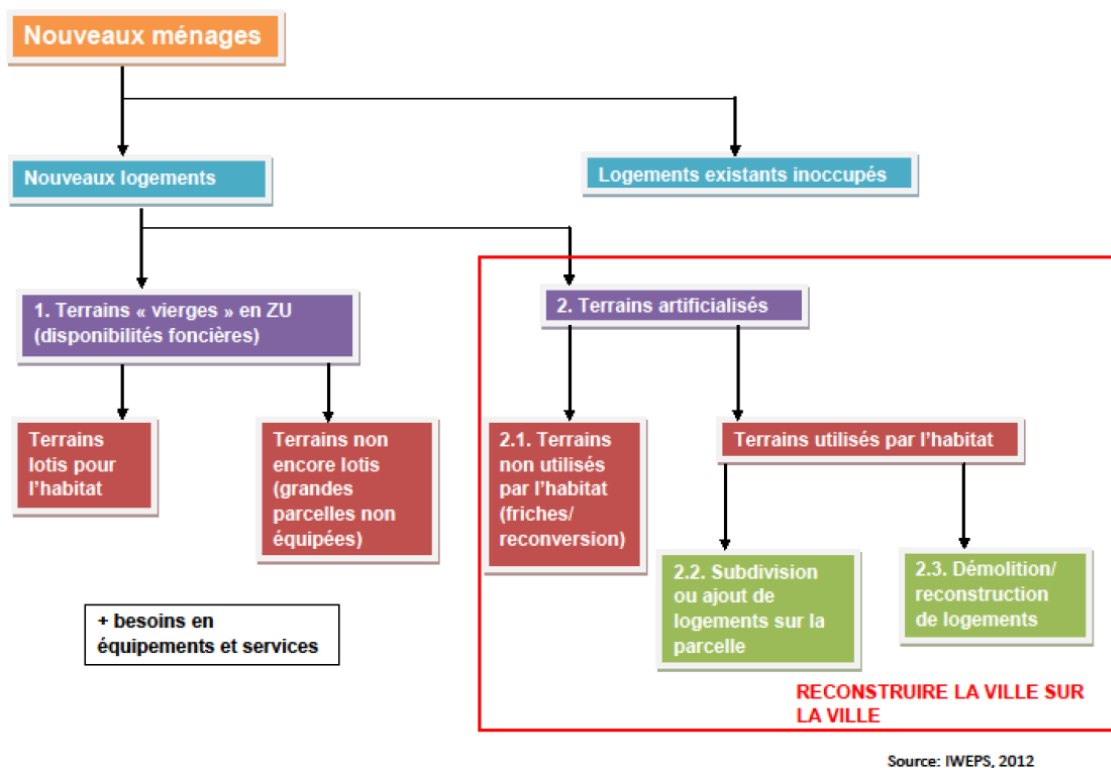 Nouveaux ménages
Nouveaux logements
Logements existants inoccupés
1. Terrains « vierges » en ZU
(disponibilités foncières)
2. Terrains artificialisés
Terrains
lotis pour
l'habitat
Terrains non
encore lotis
(grandes
parcelles non
équipées)
2.1. Terrains
non utilisés
par l'habitat
(friches/
reconversion)
Terrains utilisés par l'habitat
2.2. Subdivision
ou ajout de
logements sur la
parcelle
2.3. Démolition/
reconstruction
de logements
+ besoins en
équipements et services
RECONSTRUIRE LA VILLE SUR
LA VILLE
Source: IWEPS, 2012